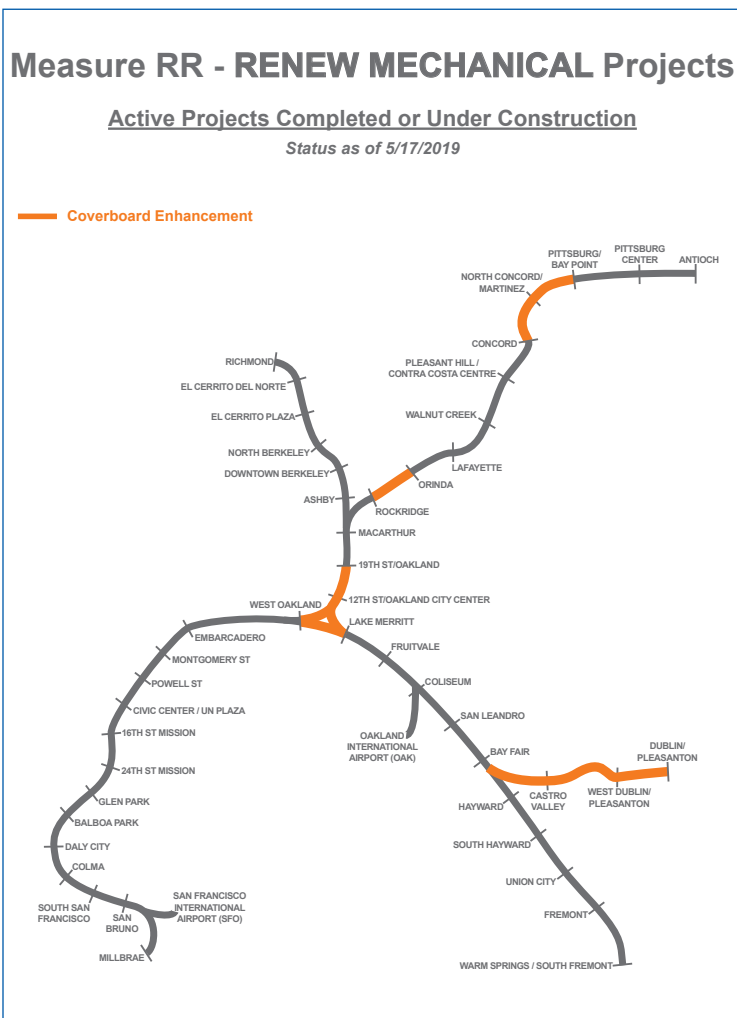 Measure RR - RENEW MECHANICAL Projects
Active Projects Completed or Under Construction
Status as of 5/17/2019
Coverboard Enhancement
PITTSBURG/
BAY POINT
PITTSBURG
CENTER
ANTIOCH
NORTH CONCORD/
MARTINEZ
CONCORD
RICHMOND
PLEASANT HILL /
CONTRA COSTA CENTRE
EL CERRITO DEL NORTE
EL CERRITO PLAZA
WALNUT CREEK
NORTH BERKELEY
LAFAYETTE
DOWNTOWN BERKELEY
ORINDA
ASHBY
ROCKRIDGE
MACARTHUR
19TH ST/OAKLAND
12TH ST/OAKLAND CITY CENTER
WEST OAKLAND
LAKE MERRITT
EMBARCADERO
FRUITVALE
MONTGOMERY ST
POWELL ST
COLISEUM
CIVIC CENTER / UN PLAZA
SAN LEANDRO
16TH ST MISSION
OAKLAND
INTERNATIONAL
AIRPORT (OAK)
BAY FAIR
DUBLIN/
PLEASANTON
24TH ST MISSION
CASTRO
VALLEY
WEST DUBLIN/
PLEASANTON
GLEN PARK
HAYWARD
BALBOA PARK
SOUTH HAYWARD
DALY CITY
COLMA
UNION CITY
SOUTH SAN
FRANCISCO
SAN
BRUNO
SAN FRANCISCO
INTERNATIONAL
AIRPORT (SFO)
FREMONT
MILLBRAE
WARM SPRINGS / SOUTH FREMONT